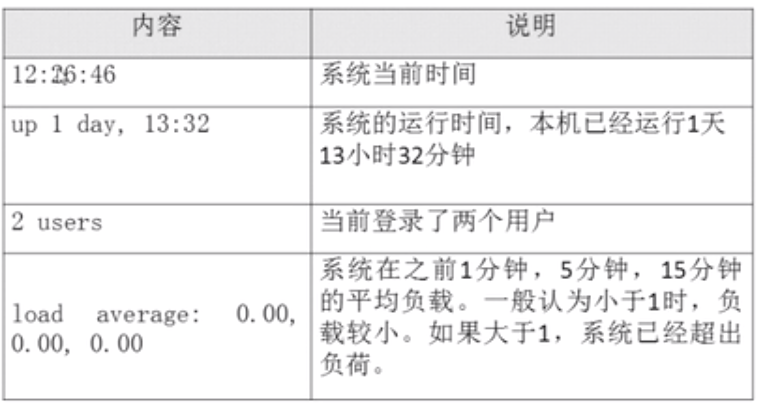 内容 说明
12:26:46 系统当前时间
up 1 day, 13:32 系统的运行时间，本机已经运行1天
13小时32分钟
2 users 当前登录了两个用户
load average: 0.00,
0.00, 0.00
系统在之前1分钟，5分钟，15分钟
的平均负载。一般认为小于1时，负
载较小。如果大于1，系统已经超出
负荷。